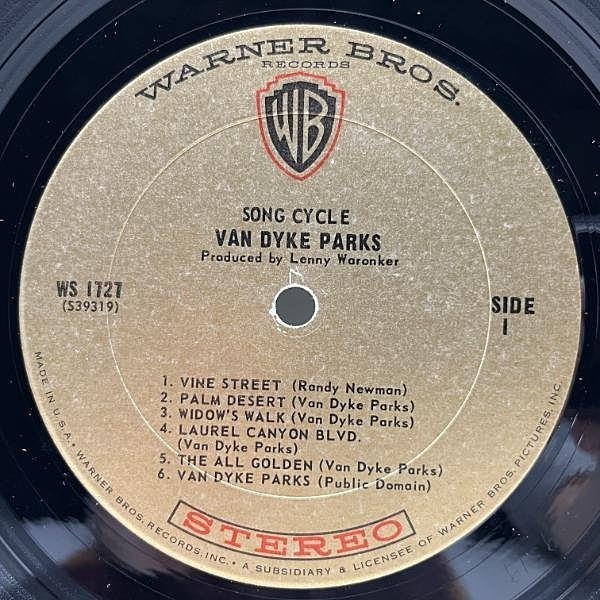 WARNER BROS.
RECORDS
WB
SONG CYCLE
VAN DYKE PARKS
Produced by Lenny Waronker
WS 1727
(S39319)
SIDE
1
1. VINE STREET (Randy Newman)
2. PALM DESERT (Van Dyke Parks)
3. WIDOW'S WALK (Van Dyke Parks)
4. LAUREL CANYON BLVD.
(Van Dyke Parks)
5. THE ALL GOLDEN (Van Dyke Parks)
6. VAN DYKE PARKS (Public Domain)
STEREO
MADE IN U.S.A. • WARNER BROS. RECORDS, INC. • A SUBSIDIARY & LICENSEE OF WARNER BROS. PICTURES, INC.